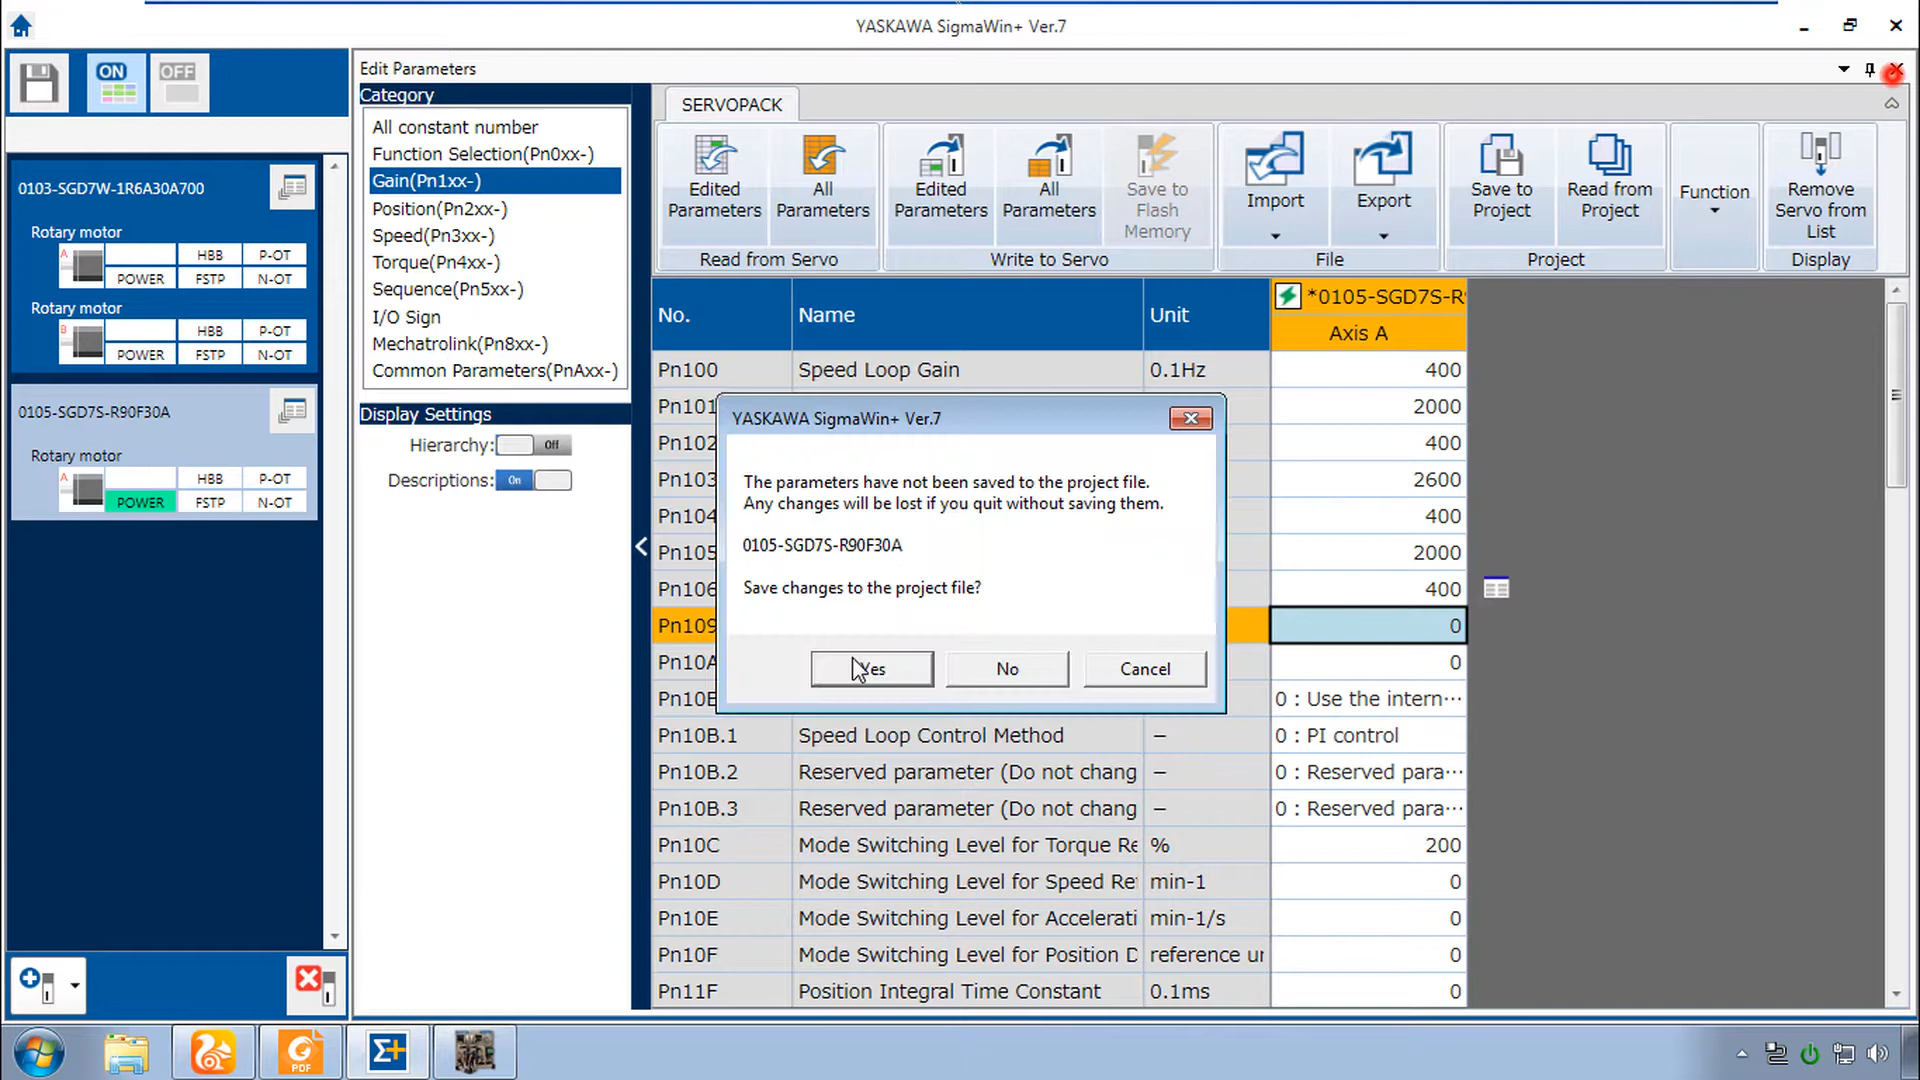 YASKAWA SigmaWin+ Ver.7
ON
OFF
0103-SGD7W-1R6A30A700
Rotary motor
A
HBB
P-OT
POWER
FSTP
N-OT
Rotary motor
B
HBB
P-OT
POWER
FSTP
N-OT
0105-SGD7S-R90F30A
Rotary motor
A
HBB
P-OT
POWER
FSTP
N-OT
Edit Parameters
Category
All constant number
Function Selection(Pn0xx-)
Gain(Pn1xx-)
Position(Pn2xx-)
Speed(Pn3xx-)
Torque(Pn4xx-)
Sequence(Pn5xx-)
I/O Sign
Mechatrolink(Pn8xx-)
Common Parameters(PnAxx-)
Display Settings
Hierarchy:
Off
Descriptions:
On
SERVOPACK
Edited
Parameters
All
Parameters
Read from Servo
Edited
Parameters
All
Parameters
Save to
Flash
Memory
Write to Servo
Import
Export
File
Save to
Project
Read from
Project
Project
Function
Remove
Servo from
List
Display
No.
Name
Unit
*0105-SGD7S-R9
Axis A
Pn100
Speed Loop Gain
0.1Hz
400
Pn101
2000
Pn102
400
Pn103
2600
Pn104
400
Pn105
2000
Pn106
400
Pn109
0
Pn10A
0
0 : Use the intern…
Pn10B.1
Speed Loop Control Method
–
0 : PI control
Pn10B.2
Reserved parameter (Do not chang
–
0 : Reserved para…
Pn10B.3
Reserved parameter (Do not chang
–
0 : Reserved para…
Pn10C
Mode Switching Level for Torque Re
%
200
Pn10D
Mode Switching Level for Speed Re
min-1
0
Pn10E
Mode Switching Level for Accelerati
min-1/s
0
Pn10F
Mode Switching Level for Position D
reference ur
0
Pn11F
Position Integral Time Constant
0.1ms
0
YASKAWA SigmaWin+ Ver.7
The parameters have not been saved to the project file.
Any changes will be lost if you quit without saving them.
0105-SGD7S-R90F30A
Save changes to the project file?
Yes
No
Cancel
PDF
Σ+